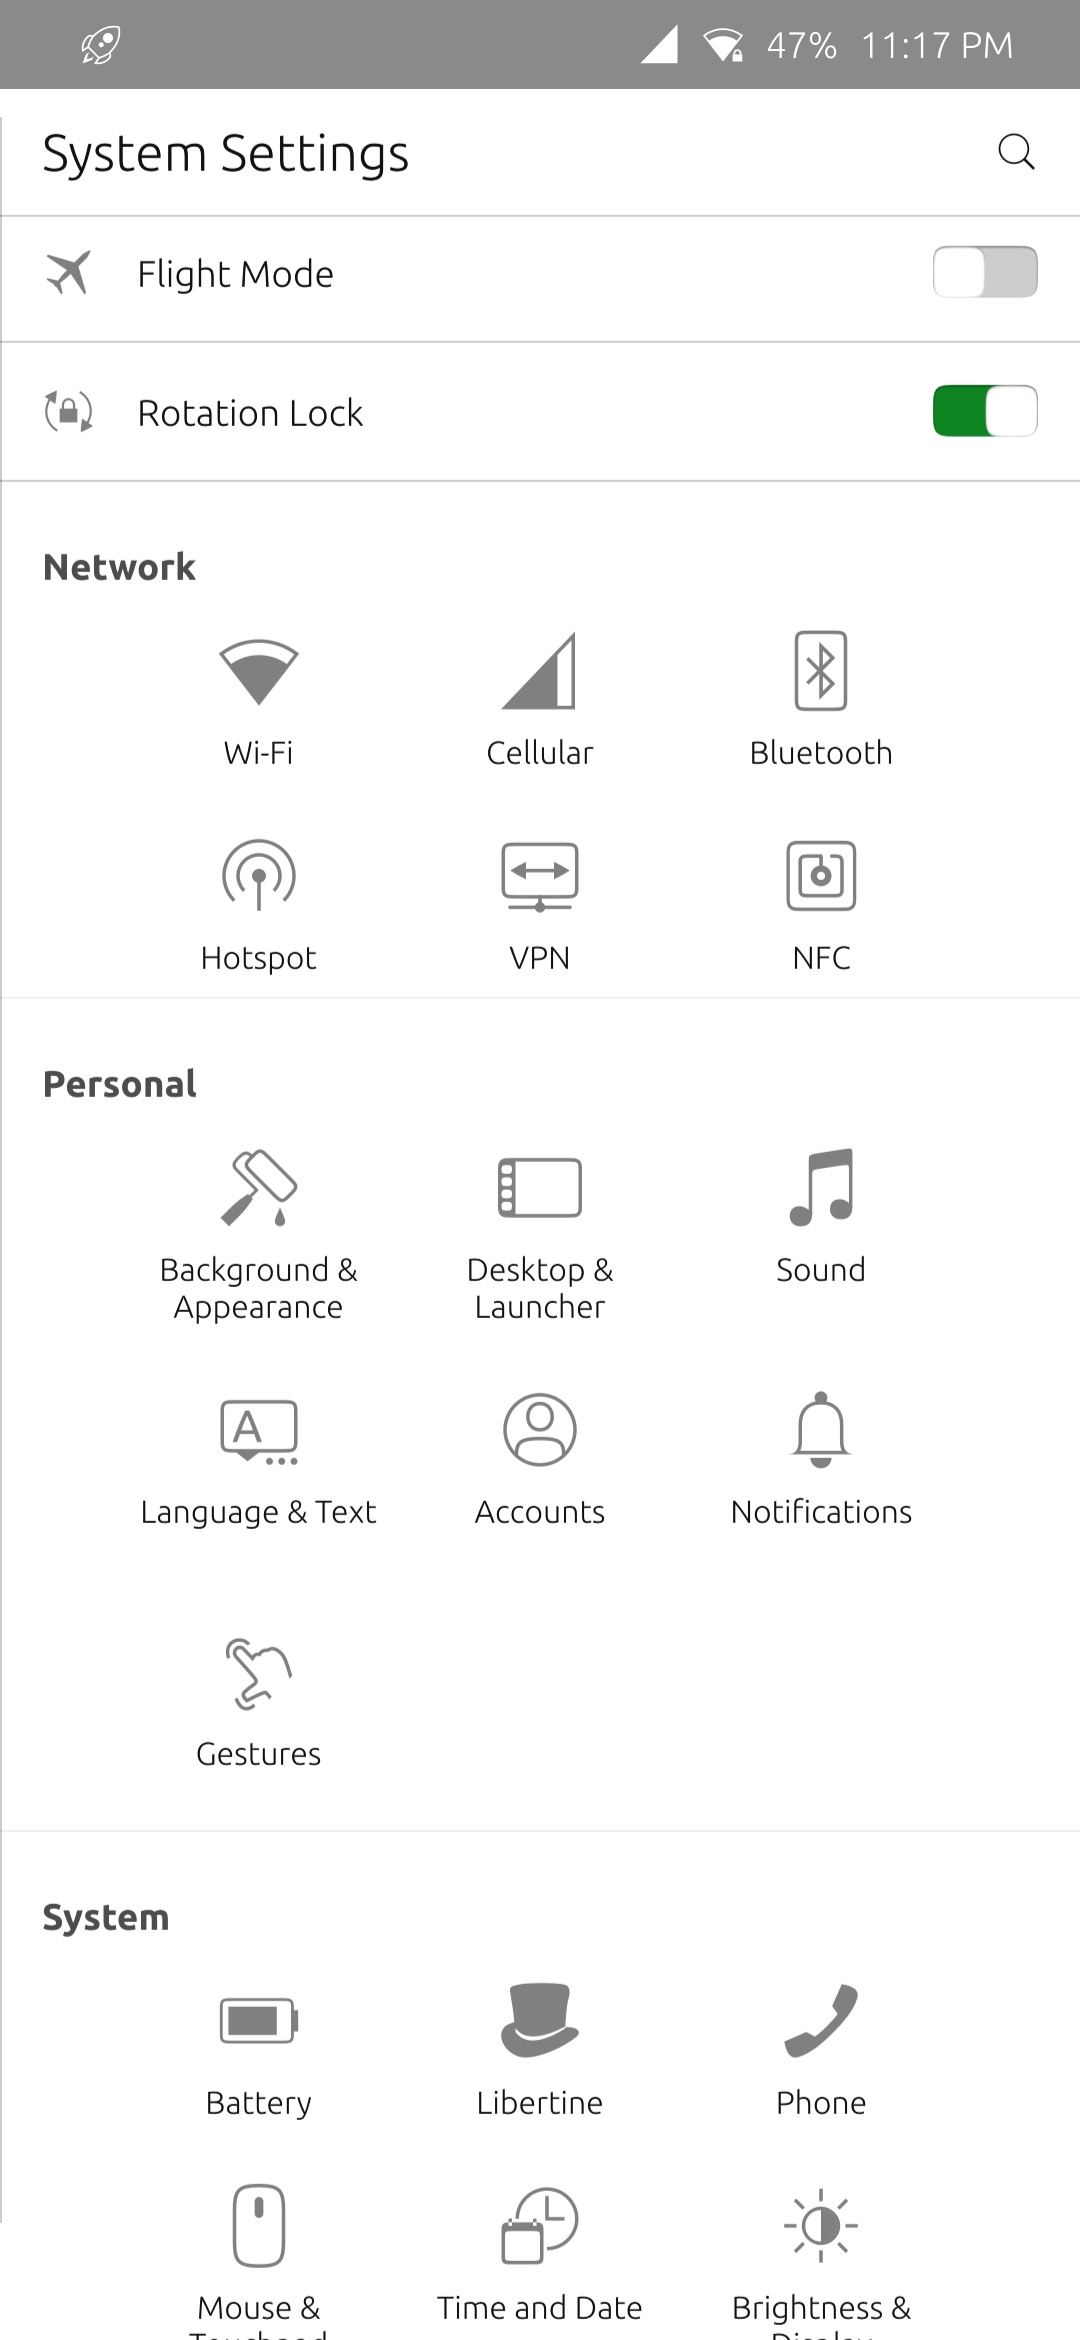 47% 11:17 PM
System Settings
Flight Mode
Rotation Lock
Network
Wi-Fi Cellular Bluetooth
Hotspot VPN NFC
Personal
Background & Desktop & Sound
Appearance Launcher
Language & Text Accounts Notifications
Gestures
System
Battery Libertine Phone
Mouse & Time and Date Brightness &